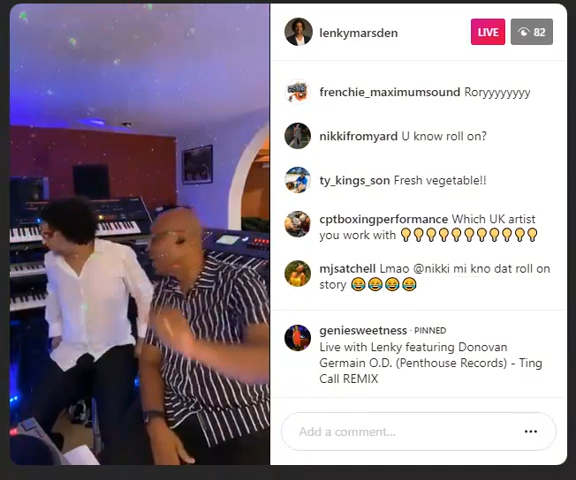 lenkymarsden
LIVE
82
frenchie_maximumsound Roryyyyyyyy
nikkifromyard U know roll on?
ty_kings_son Fresh vegetable!!
cptboxingperformance Which UK artist
you work with 💡💡💡💡💡💡💡💡💡💡💡
mjsatchell Lmao @nikki mi kno dat roll on
story 😂😂😂😂
geniesweetness · PINNED
Live with Lenky featuring Donovan
Germain O.D. (Penthouse Records) - Ting
Call REMIX
Add a comment...